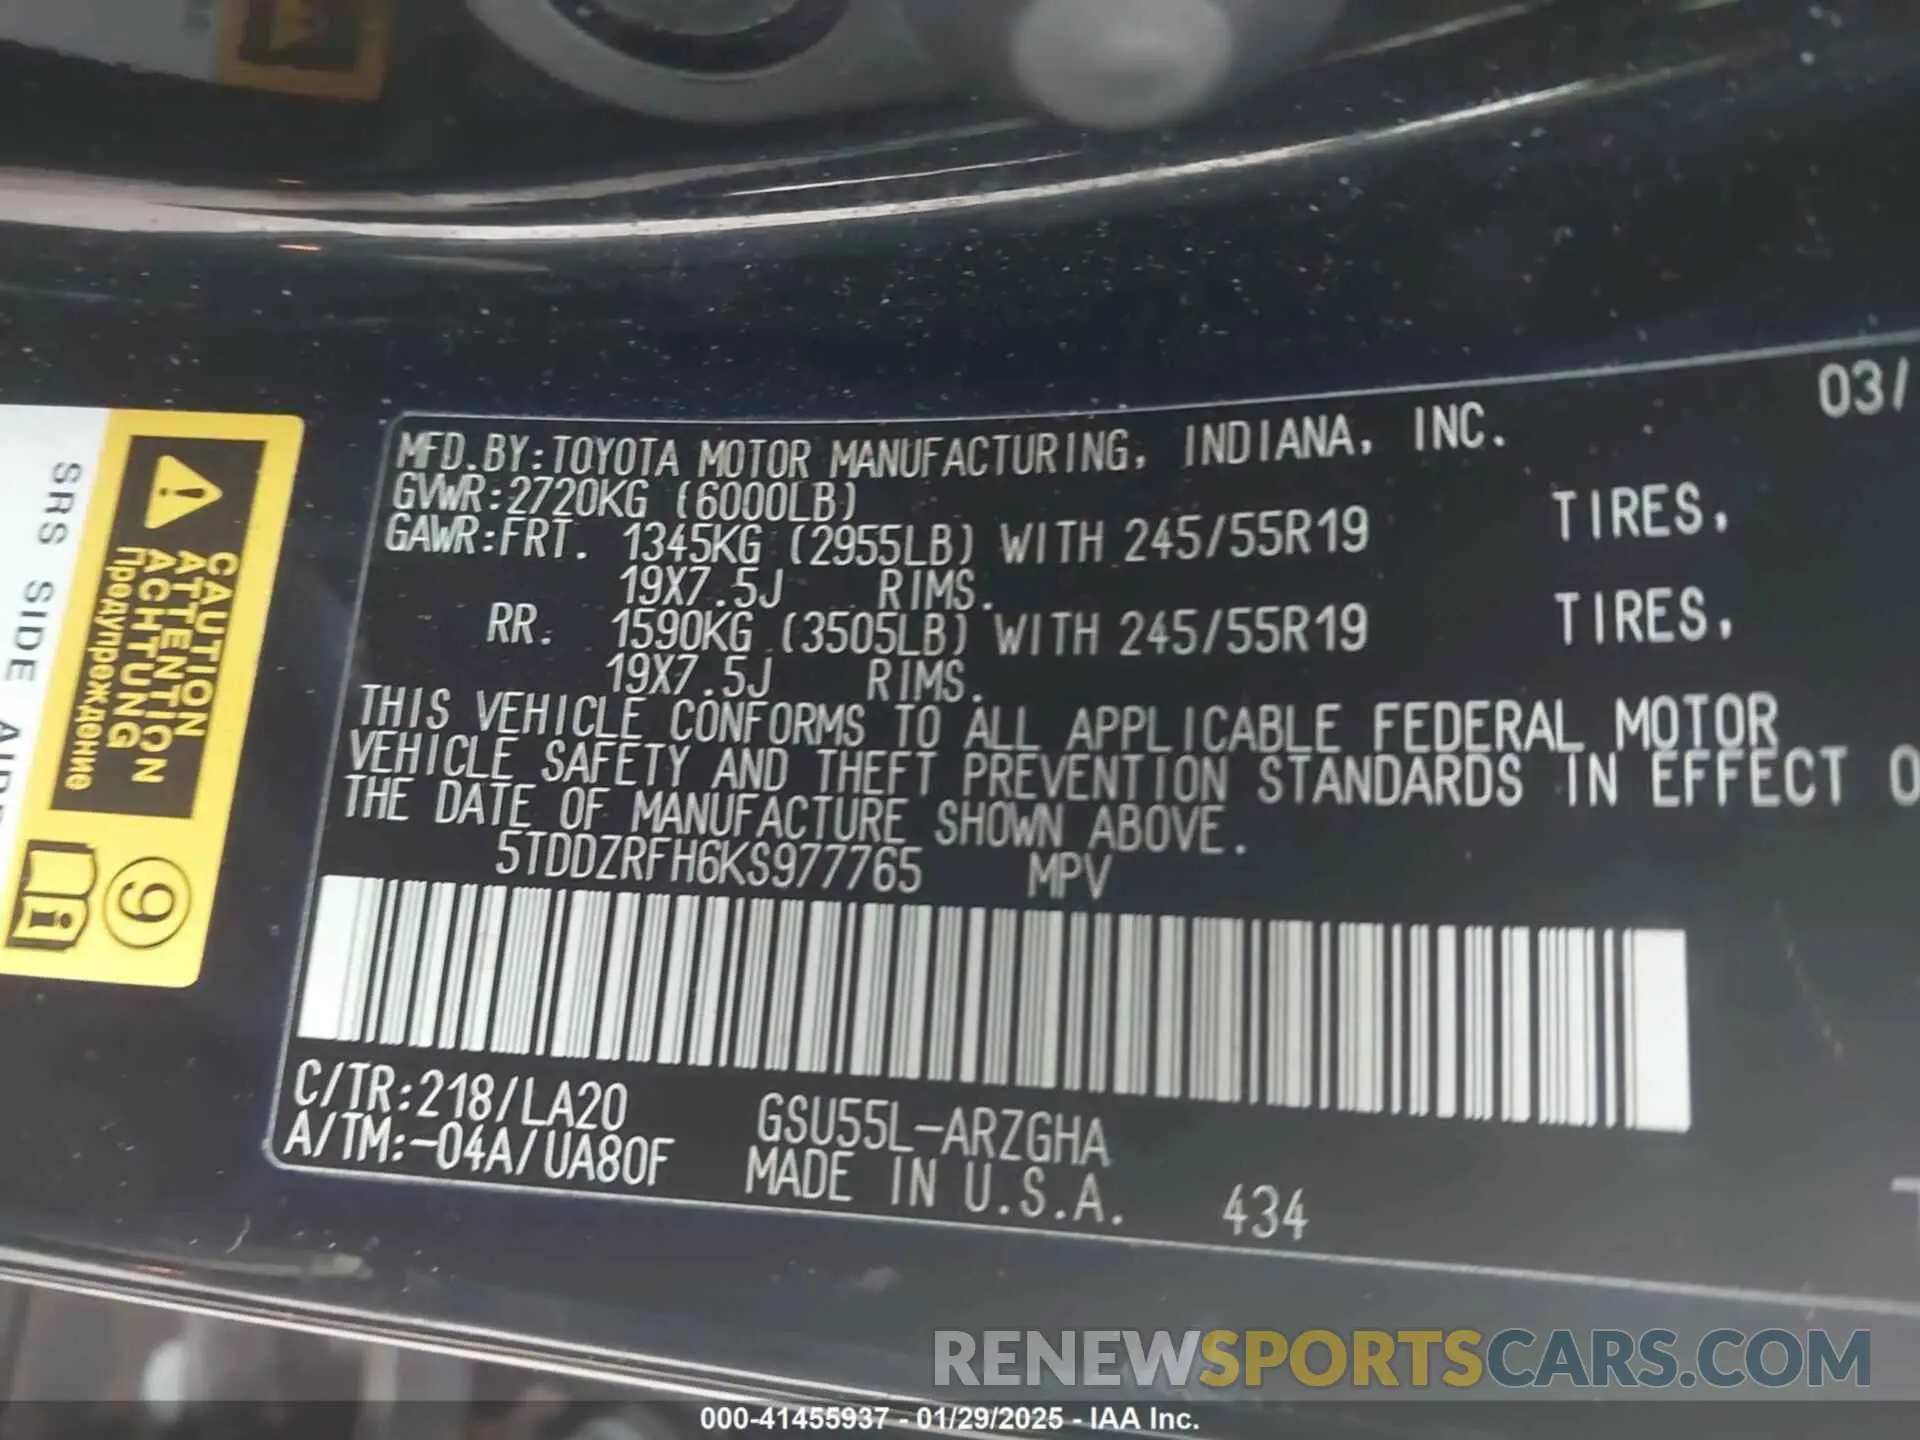 03/
MFD.BY:TOYOTA MOTOR MANUFACTURING, INDIANA, INC.
GVWR:2720KG (6000LB)
GAWR:FRT. 1345KG (2955LB) WITH 245/55R19 TIRES,
19X7.5J RIMS.
RR. 1590KG (3505LB) WITH 245/55R19 TIRES,
19X7.5J RIMS.
THIS VEHICLE CONFORMS TO ALL APPLICABLE FEDERAL MOTOR
VEHICLE SAFETY AND THEFT PREVENTION STANDARDS IN EFFECT O
THE DATE OF MANUFACTURE SHOWN ABOVE.
5TDDZRFH6KS977765 MPV
C/TR:218/LA20 GSU55L-ARZGHA
A/TM:-04A/UA80F MADE IN U.S.A. 434
CAUTION
ATTENTION
ACHTUNG
Предупреждение
9
SRS SIDE
RENEWSPORTSCARS.COM
000-41455937 - 01/29/2025 - IAA Inc.